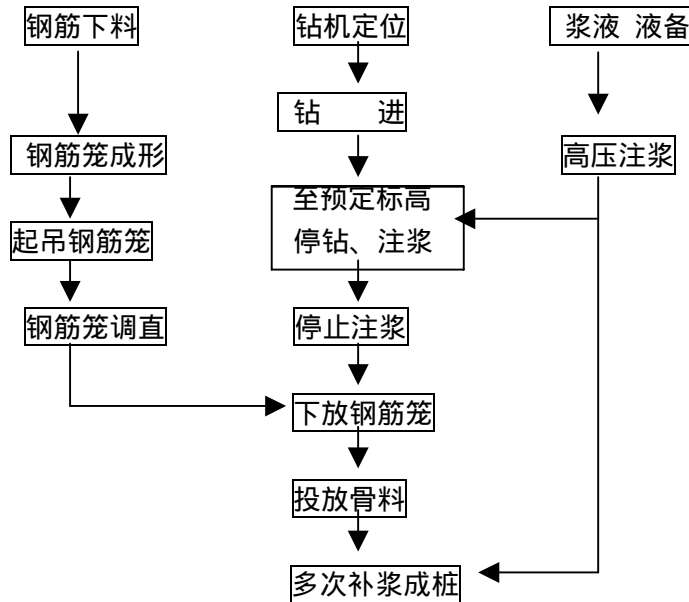 钢筋下料
钻机定位
浆液 液备
钻 进
钢筋笼成形
高压注浆
至预定标高
停钻、注浆
起吊钢筋笼
钢筋笼调直
停止注浆
下放钢筋笼
投放骨料
多次补浆成桩